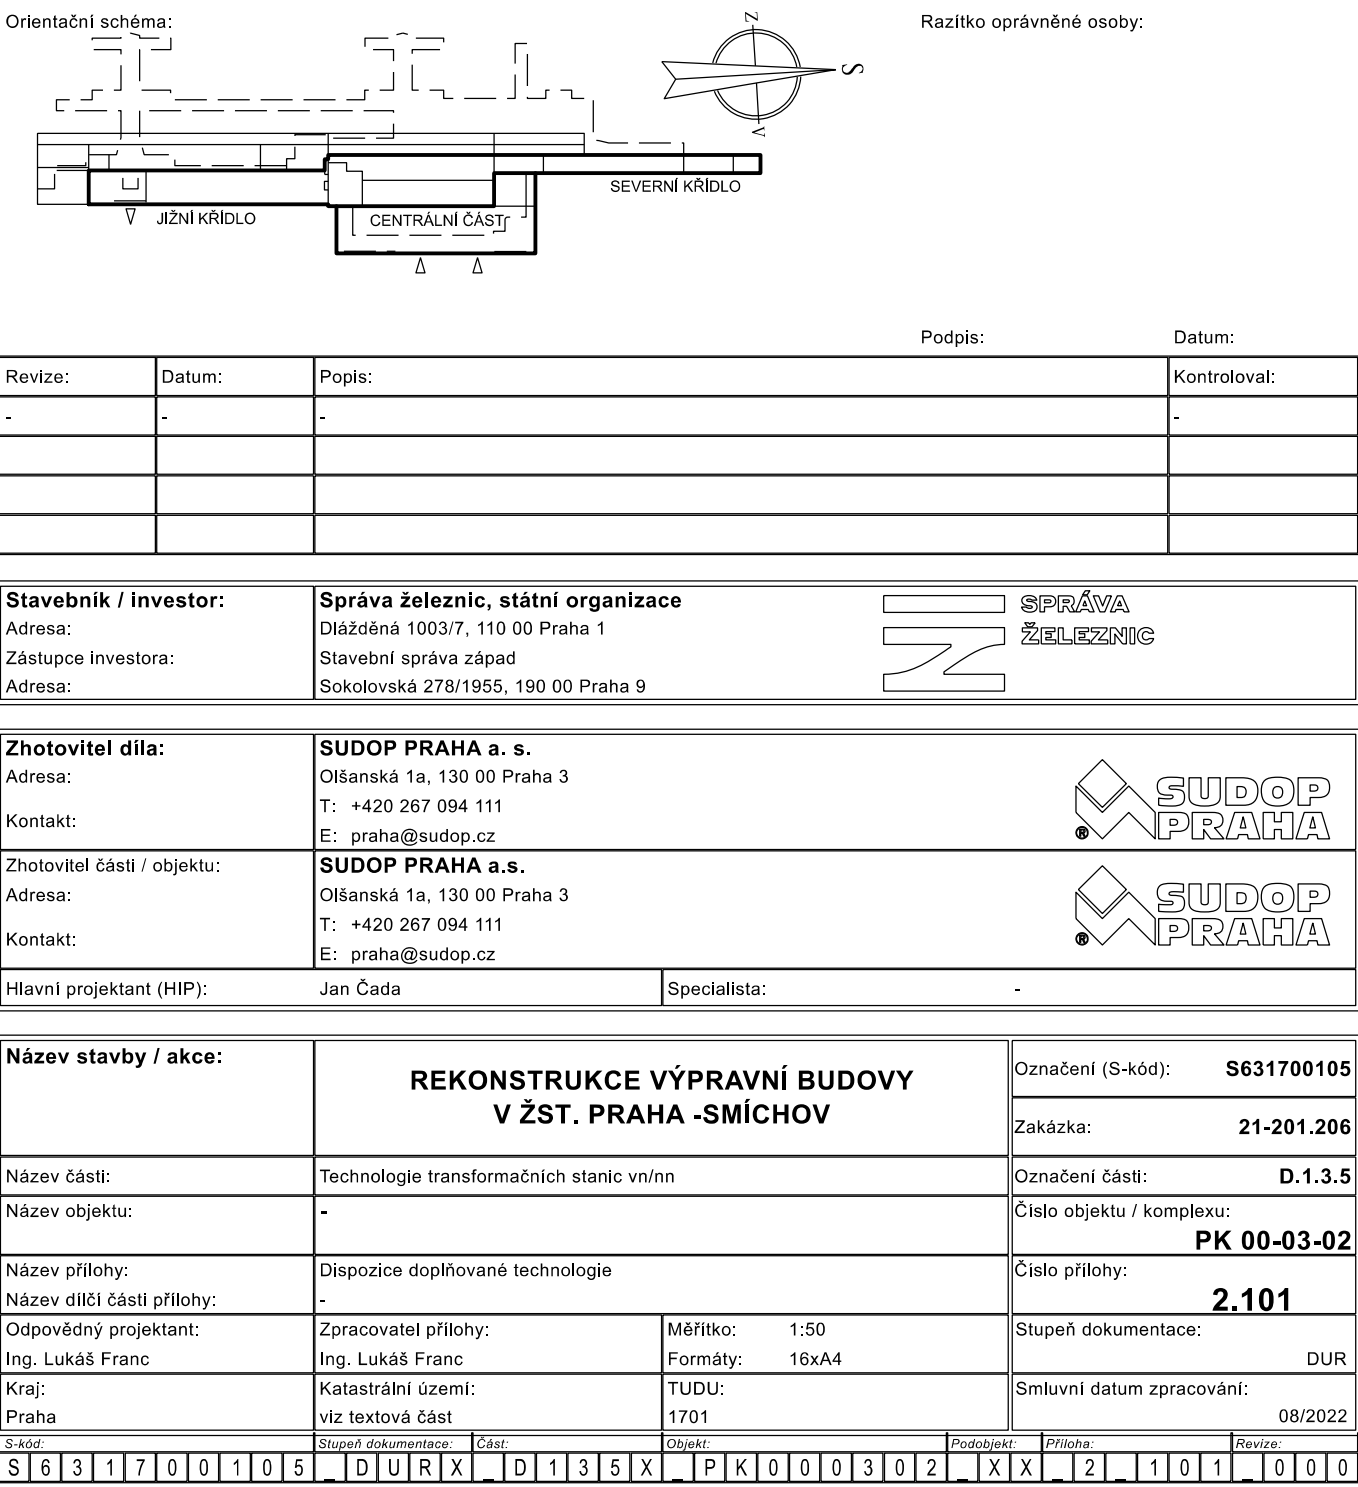 Orientační schéma:
Razítko oprávněné osoby:
Z
S
V
SEVERNÍ KŘÍDLO
JIŽNÍ KŘÍDLO
CENTRÁLNÍ ČÁST
Podpis: Datum:
Revize: Datum: Popis: Kontroloval:
- - - -
Stavebník / investor: Správa železnic, státní organizace
Adresa: Dlážděná 1003/7, 110 00 Praha 1
Zástupce investora: Stavební správa západ
Adresa: Sokolovská 278/1955, 190 00 Praha 9
SPRÁVA
ŽELEZNIC
Zhotovitel díla: SUDOP PRAHA a. s.
Adresa: Olšanská 1a, 130 00 Praha 3
Kontakt: T: +420 267 094 111
E: praha@sudop.cz
SUDOP
PRAHA
®
Zhotovitel části / objektu: SUDOP PRAHA a.s.
Adresa: Olšanská 1a, 130 00 Praha 3
Kontakt: T: +420 267 094 111
E: praha@sudop.cz
SUDOP
PRAHA
®
Hlavní projektant (HIP): Jan Čada Specialista: -
Název stavby / akce:
REKONSTRUKCE VÝPRAVNÍ BUDOVY
V ŽST. PRAHA -SMÍCHOV
Označení (S-kód): S631700105
Zakázka: 21-201.206
Název části: Technologie transformačních stanic vn/nn Označení části: D.1.3.5
Název objektu: - Číslo objektu / komplexu:
PK 00-03-02
Název přílohy: Dispozice doplňované technologie Číslo přílohy:
Název dílčí části přílohy: - 2.101
Odpovědný projektant: Zpracovatel přílohy: Měřítko: 1:50 Stupeň dokumentace:
Ing. Lukáš Franc Ing. Lukáš Franc Formáty: 16xA4 DUR
Kraj: Katastrální území: TUDU: Smluvní datum zpracování:
Praha viz textová část 1701 08/2022
S-kód: Stupeň dokumentace: Část: Objekt: Podobjekt: Příloha: Revize:
S 6 3 1 7 0 0 1 0 5 _ D U R X _ D 1 3 5 X _ P K 0 0 0 3 0 2 _ X X _ 2 _ 1 0 1 _ 0 0 0